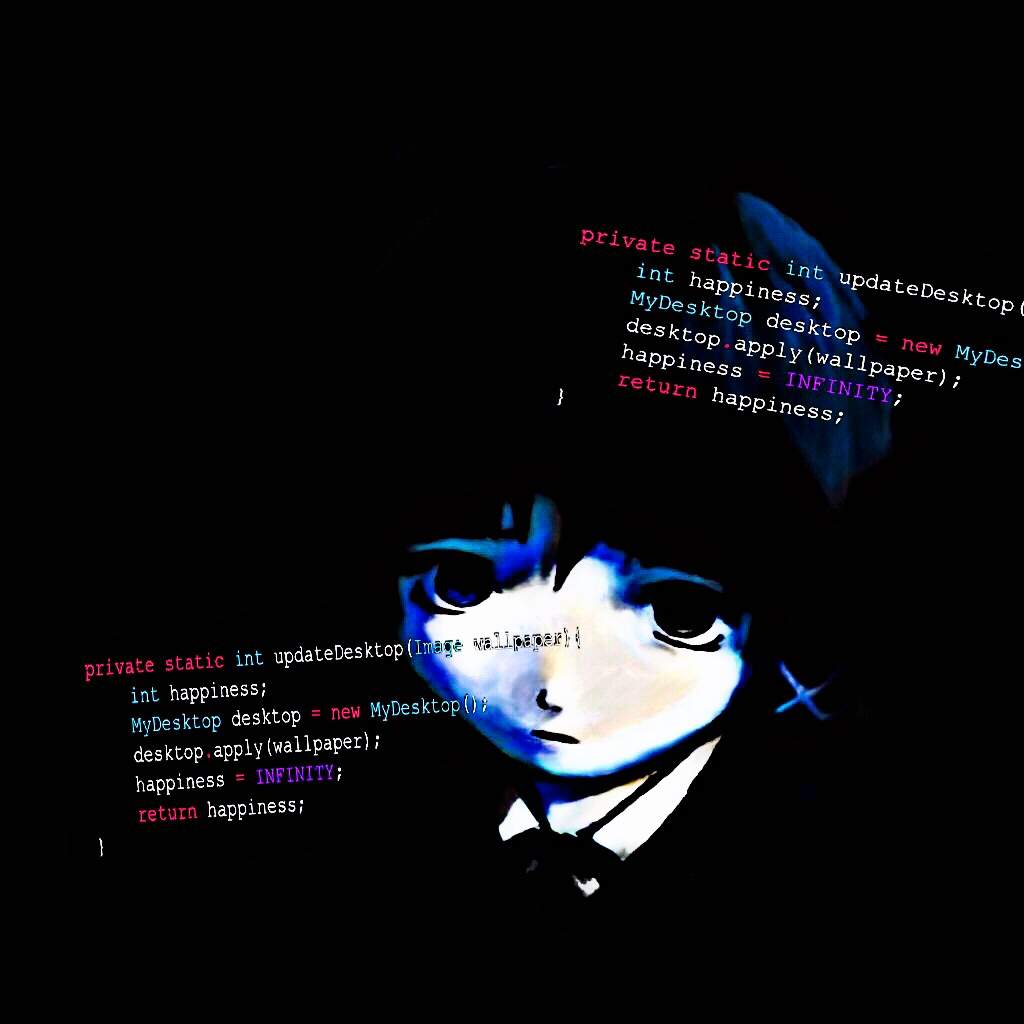 private static int updateDesktop(
int happiness;
MyDesktop desktop = new MyDes
desktop.apply(wallpaper);
happiness = INFINITY;
return happiness;
}
private static int updateDesktop(Image wallpaper){
int happiness;
MyDesktop desktop = new MyDesktop();
desktop.apply(wallpaper);
happiness = INFINITY;
return happiness;
}